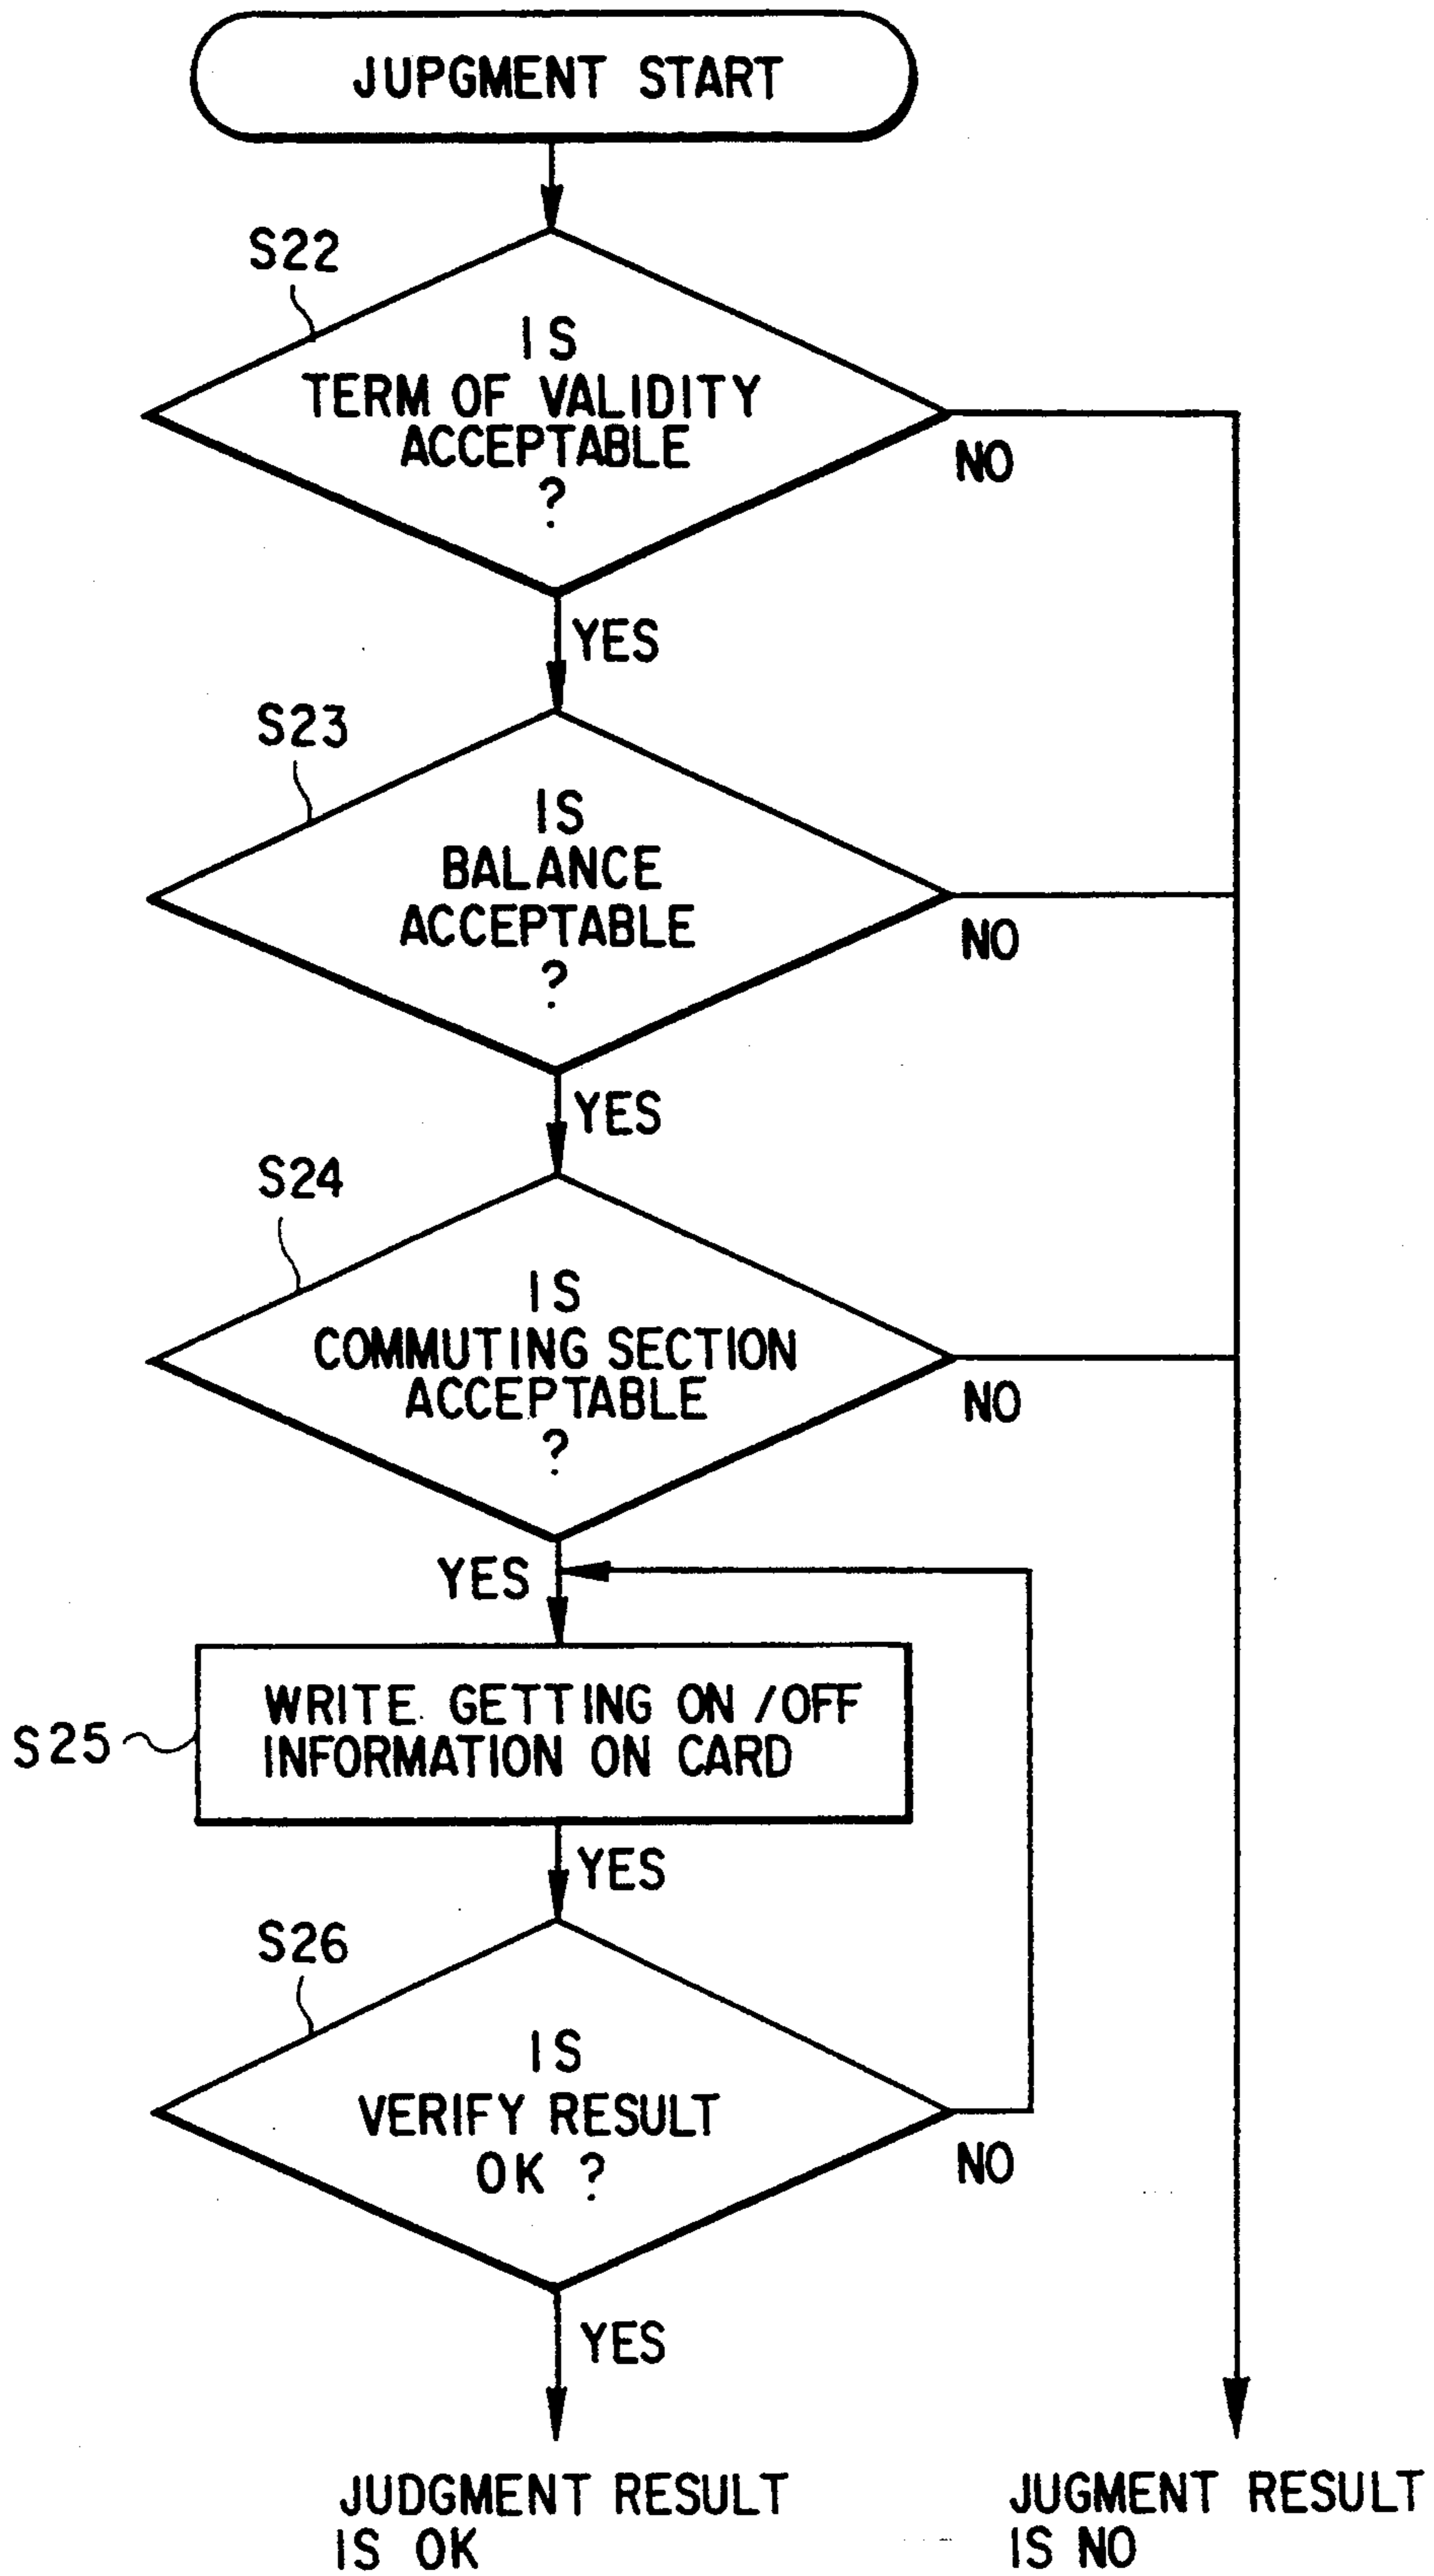 JUPGMENT START
S22
IS
TERM OF VALIDITY
ACCEPTABLE
?
NO
YES
S23
IS
BALANCE
ACCEPTABLE
?
NO
YES
S24
IS
COMMUTING SECTION
ACCEPTABLE
?
NO
YES
WRITE GETTING ON /OFF
INFORMATION ON CARD
S25
YES
S26
IS
VERIFY RESULT
OK ?
NO
YES
JUDGMENT RESULT
IS OK
JUGMENT RESULT
IS NO